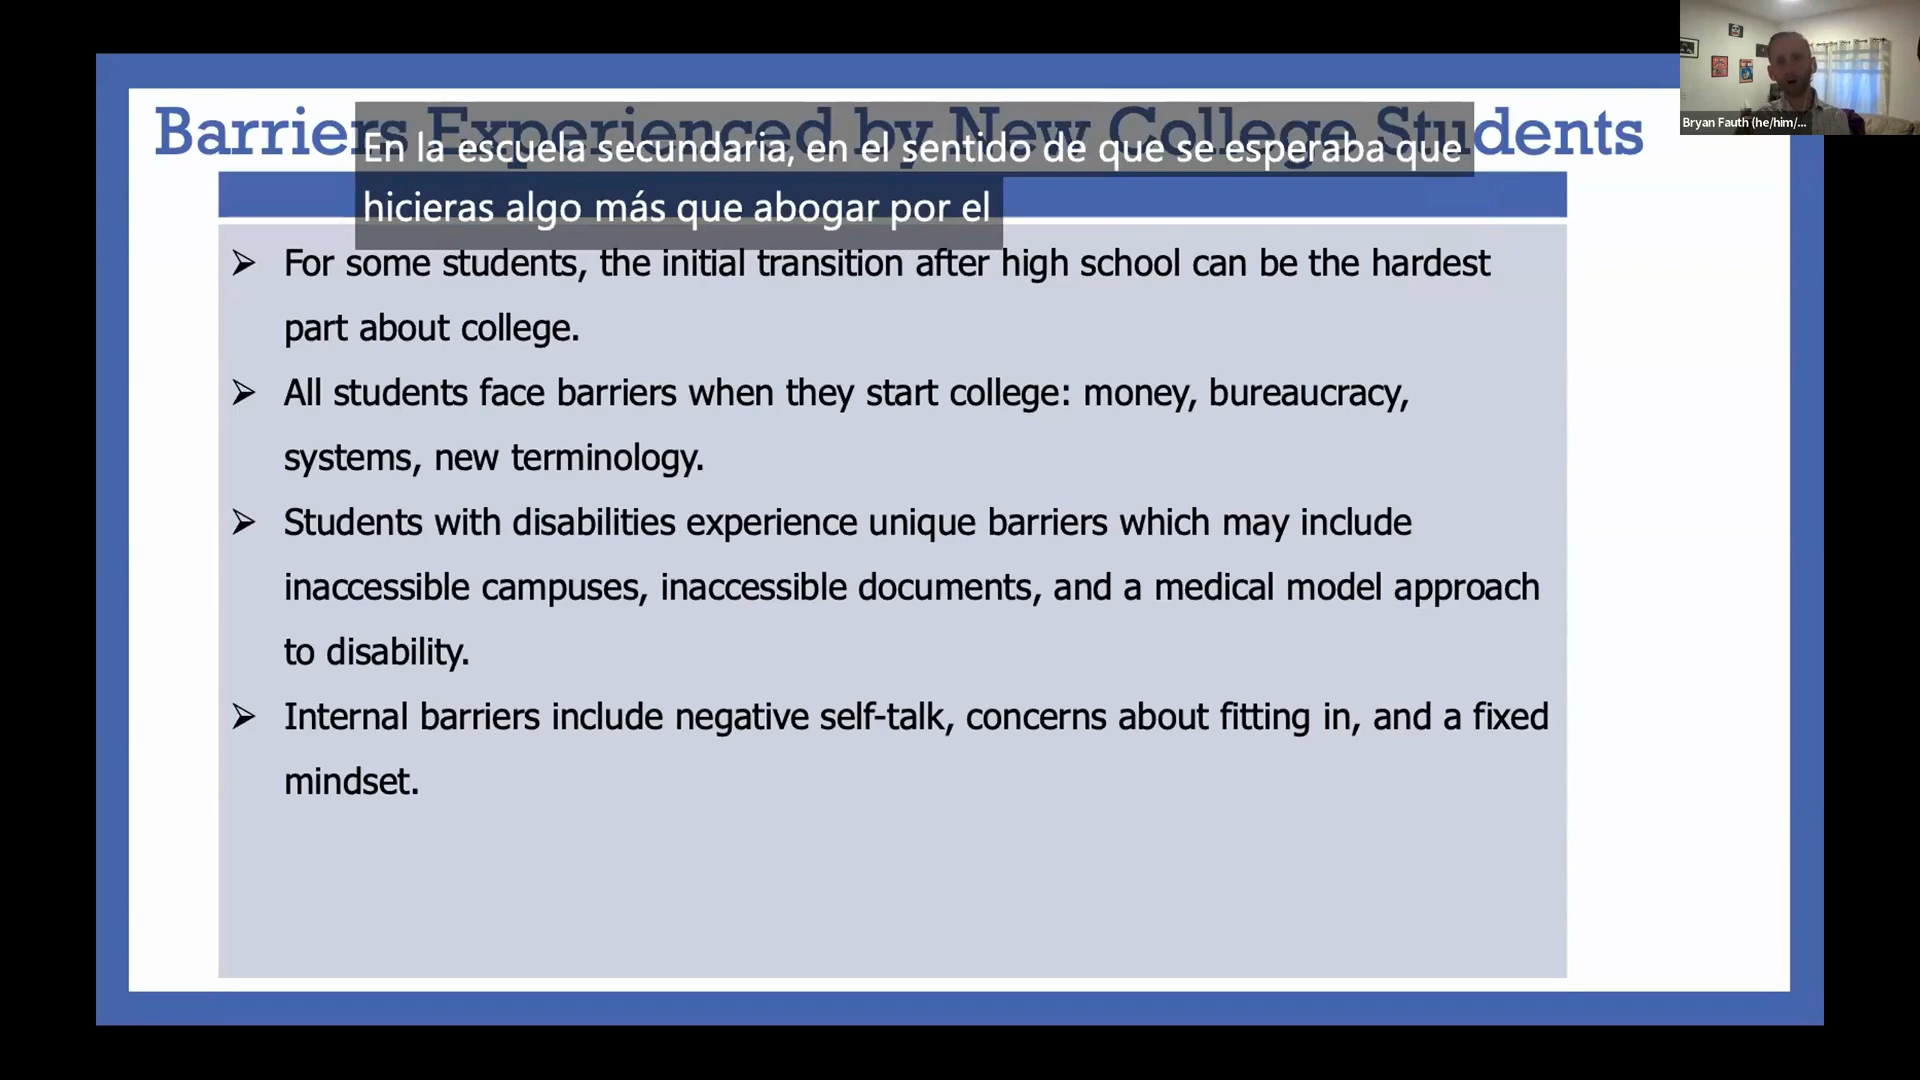 Barriers Experienced by New College Students
En la escuela secundaria, en el sentido de que se esperaba que
hicieras algo más que abogar por el
Bryan Fauth (he/him/...
➢ For some students, the initial transition after high school can be the hardest
part about college.
➢ All students face barriers when they start college: money, bureaucracy,
systems, new terminology.
➢ Students with disabilities experience unique barriers which may include
inaccessible campuses, inaccessible documents, and a medical model approach
to disability.
➢ Internal barriers include negative self-talk, concerns about fitting in, and a fixed
mindset.